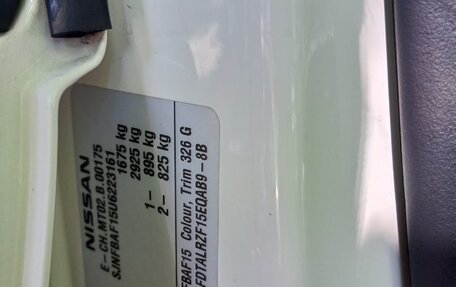 NISSAN
E-CH.MT02.B.00175
SJNFBAF15U6223161
1675 kg
2925 kg
1- 895 kg
2- 825 kg
FBAF15 Colour, Trim 326 G
FDTALRZF15EQAB9-8B